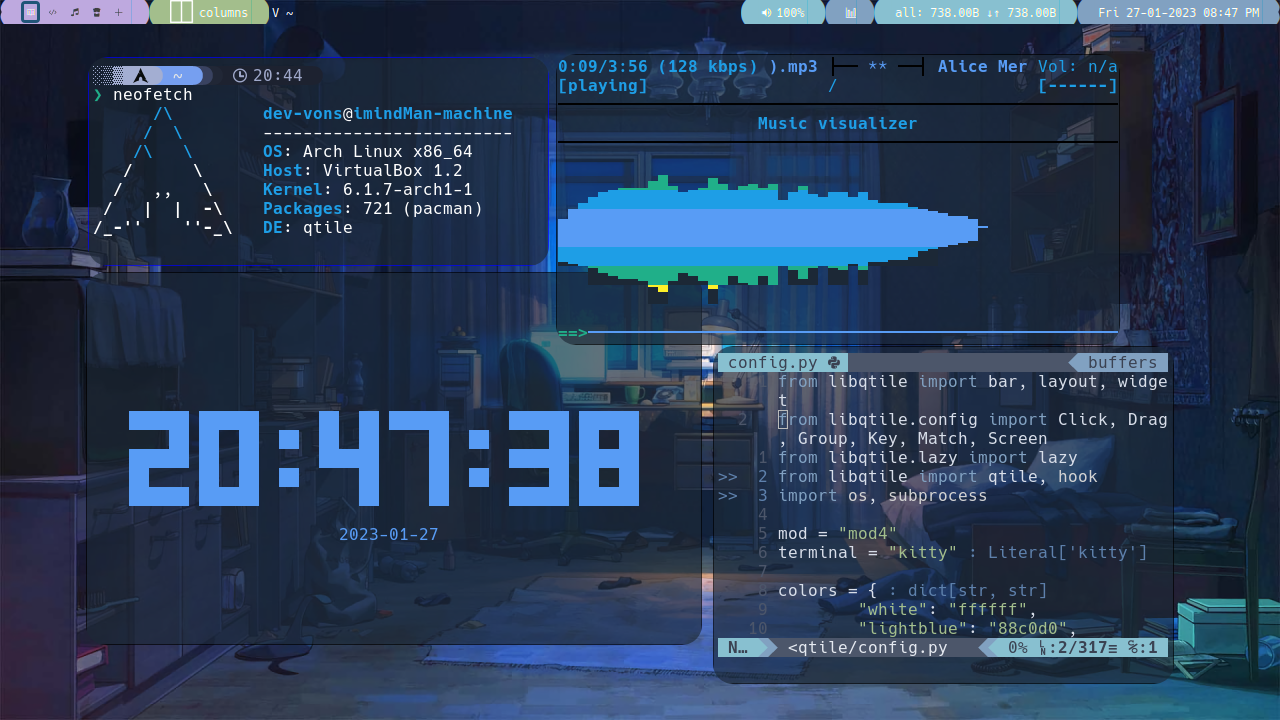 columns V ~ 100% all: 738.00B ↓↑ 738.00B Fri 27-01-2023 08:47 PM
~ 20:44
❯ neofetch
dev-vons@imindMan-machine
-------------------------
OS: Arch Linux x86_64
Host: VirtualBox 1.2
Kernel: 6.1.7-arch1-1
Packages: 721 (pacman)
DE: qtile
0:09/3:56 (128 kbps) ).mp3 ├── ** ──┤ Alice Mer Vol: n/a
[playing] / [------]
Music visualizer
==>
20:47:38
2023-01-27
config.py buffers
from libqtile import bar, layout, widge
t
2 from libqtile.config import Click, Drag
, Group, Key, Match, Screen
1 from libqtile.lazy import lazy
>> 2 from libqtile import qtile, hook
>> 3 import os, subprocess
4
5 mod = "mod4"
6 terminal = "kitty" : Literal['kitty']
7
8 colors = { : dict[str, str]
9 "white": "ffffff",
10 "lightblue": "88c0d0",
N… <qtile/config.py 0% ㏑:2/317≡ ℅:1